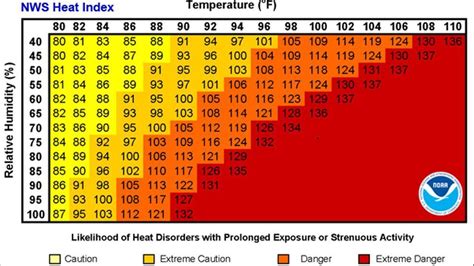 Temperature (°F)
NWS Heat Index
80 82 84 86 88 90 92 94 96 98 100 102 104 106 108 110
Relative Humidity (%)
40 80 81 83 85 88 91 94 97 101 105 109 114 119 124 130 136
45 80 82 84 87 89 93 96 100 104 109 114 119 124 130 137
50 81 83 85 88 91 95 99 103 108 113 118 124 131 137
55 81 84 86 89 93 97 101 106 112 117 124 130 137
60 82 84 88 91 95 100 105 110 116 123 129 137
65 82 85 89 93 98 103 108 114 121 128 136
70 83 86 90 95 100 105 112 119 126 134
75 84 88 92 97 103 109 116 124 132
80 84 89 94 100 106 113 121 129
85 85 90 96 102 110 117 126 135
90 86 91 98 105 113 122 131
95 86 93 100 108 117 127
100 87 95 103 112 121 132
NOAA
Likelihood of Heat Disorders with Prolonged Exposure or Strenuous Activity
Caution Extreme Caution Danger Extreme Danger